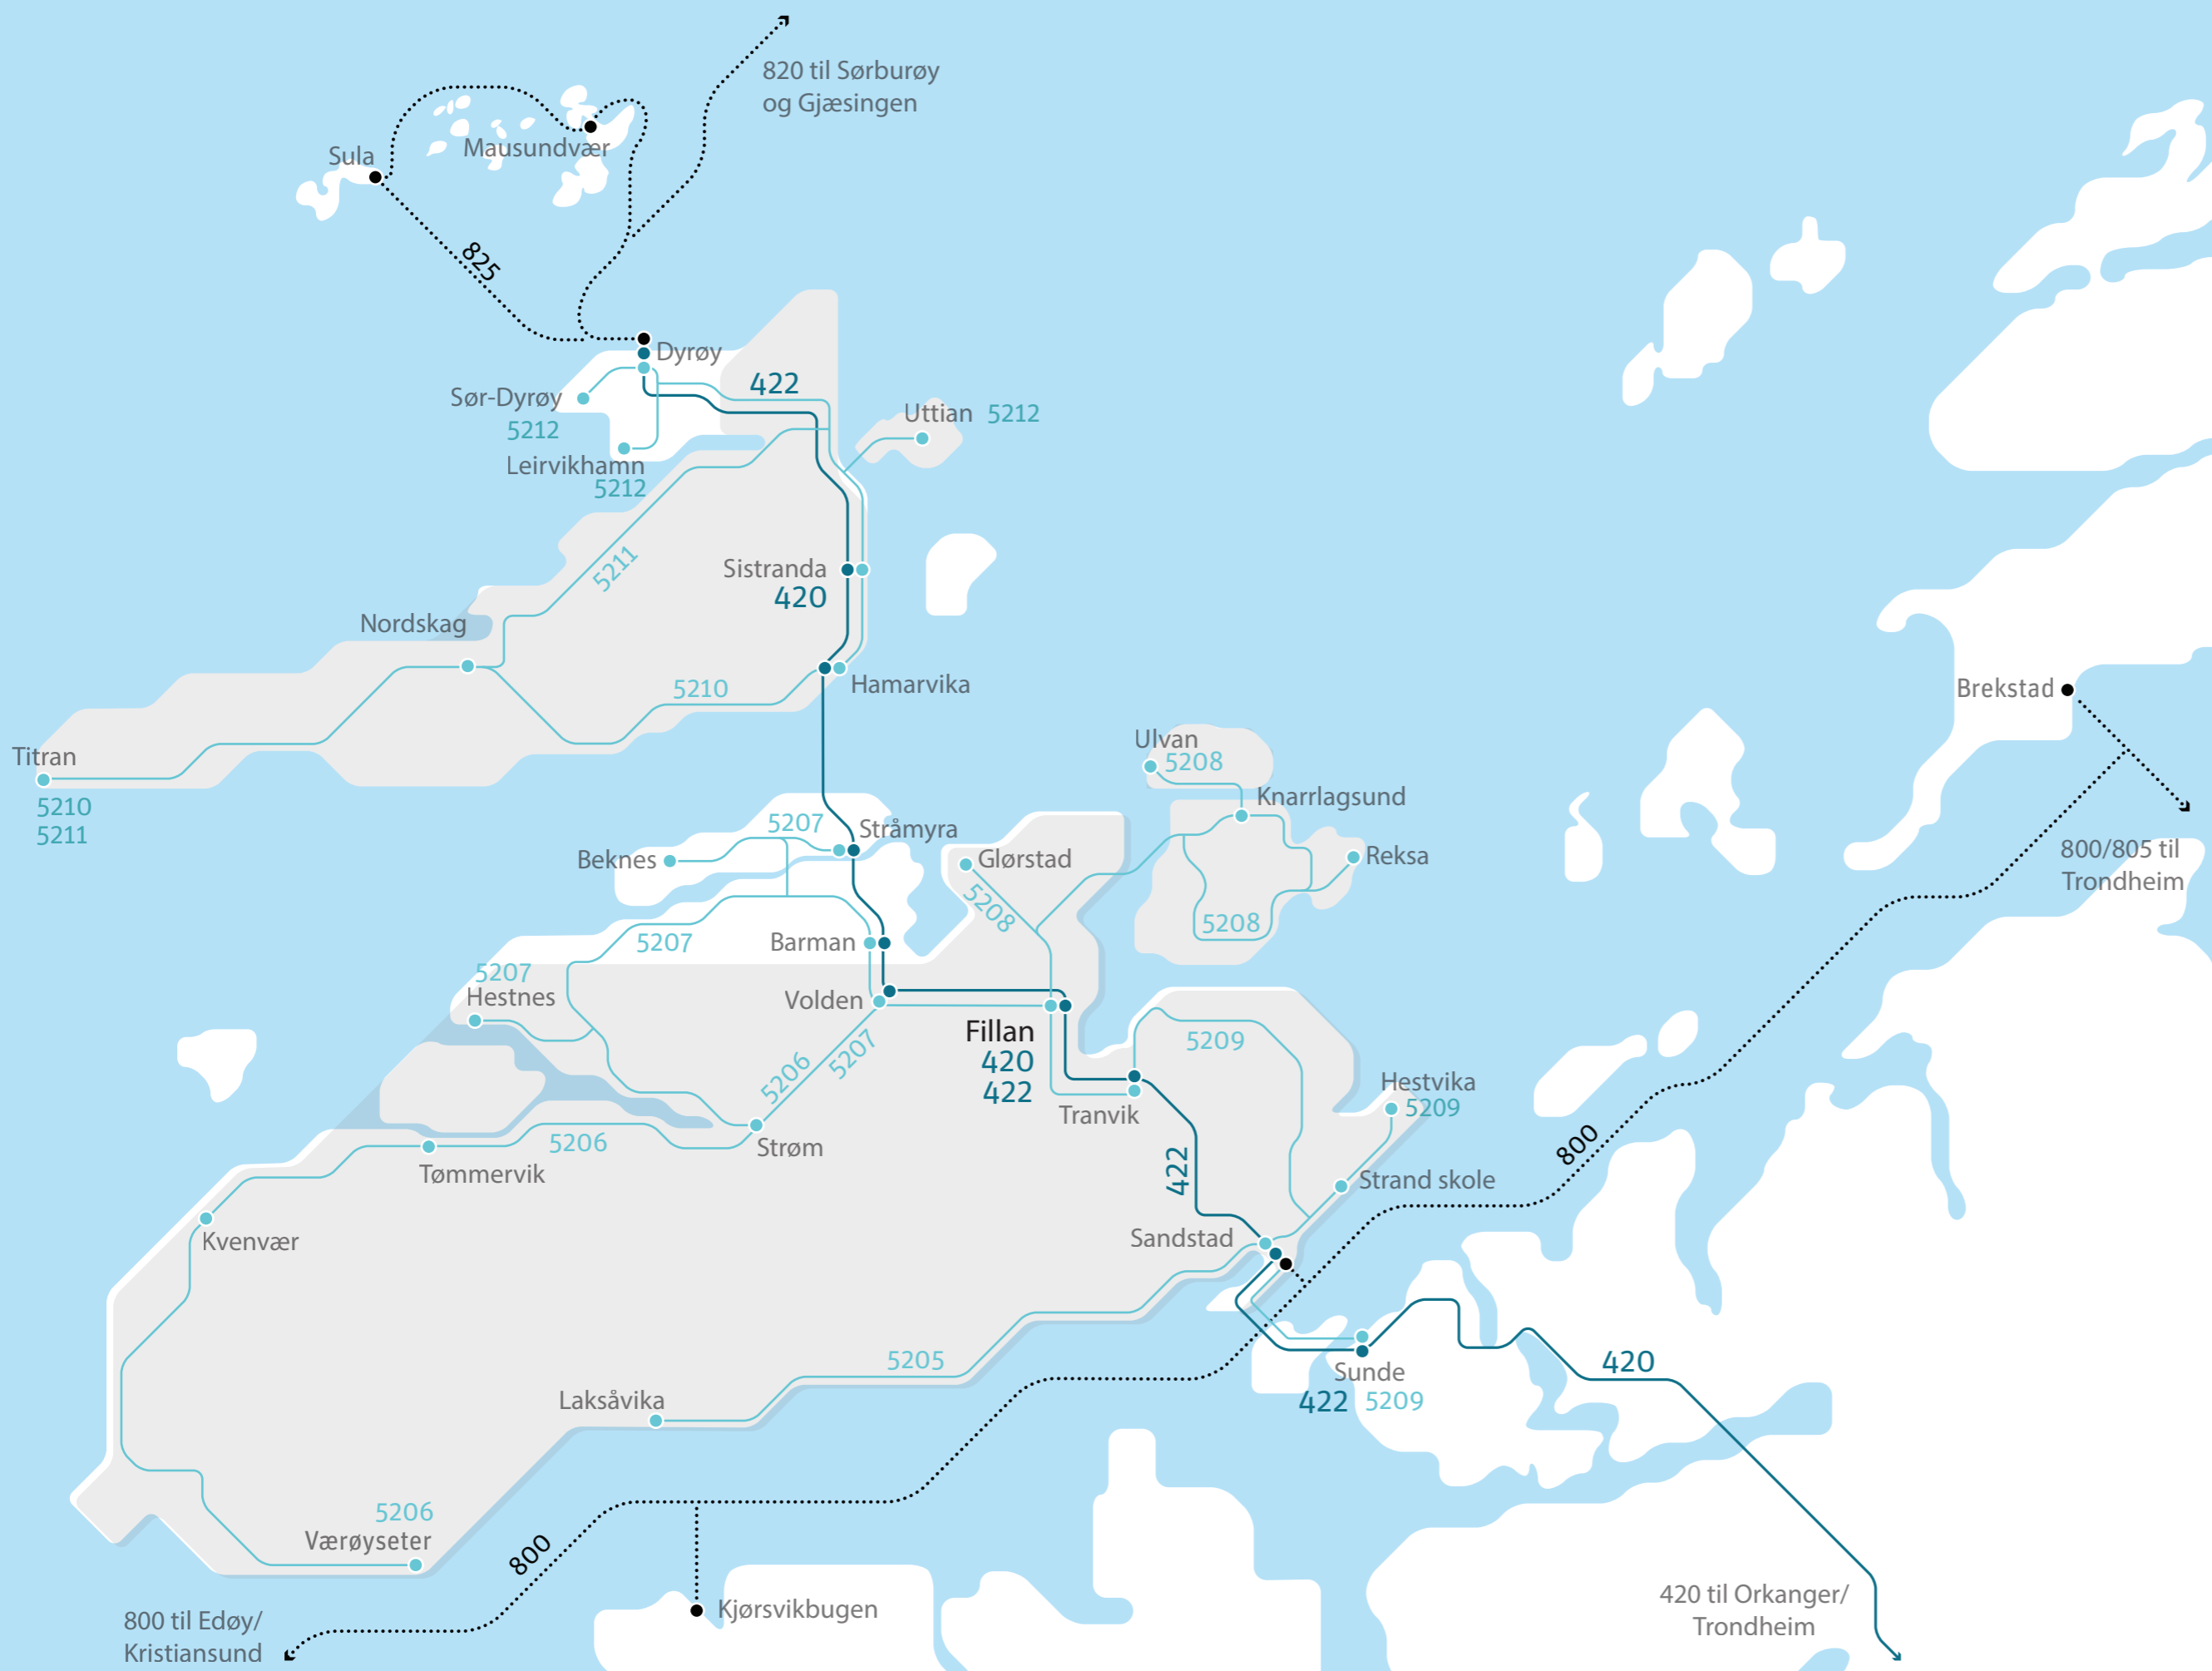 820 til Sørburøy
og Gjæsingen
Mausundvær
Sula
825
Dyrøy
422
Sør-Dyrøy
5212
Uttian 5212
Leirvikhamn
5212
5211
Sistranda
420
Nordskag
Hamarvika
5210
Brekstad
Titran
5210
5211
Ulvan
5208
Knarrlagsund
5207
Stråmyra
Beknes
Glørstad
Reksa
800/805 til
Trondheim
5208
5208
5207
Barman
5207
Hestnes
Volden
Fillan
420
422
5209
5206
5207
Hestvika
5209
Tranvik
5206
Strøm
Tømmervik
800
422
Strand skole
Kvenvær
Sandstad
5205
420
Sunde
422 5209
Laksåvika
5206
Værøyseter
800
800 til Edøy/
Kristiansund
Kjørsvikbugen
420 til Orkanger/
Trondheim